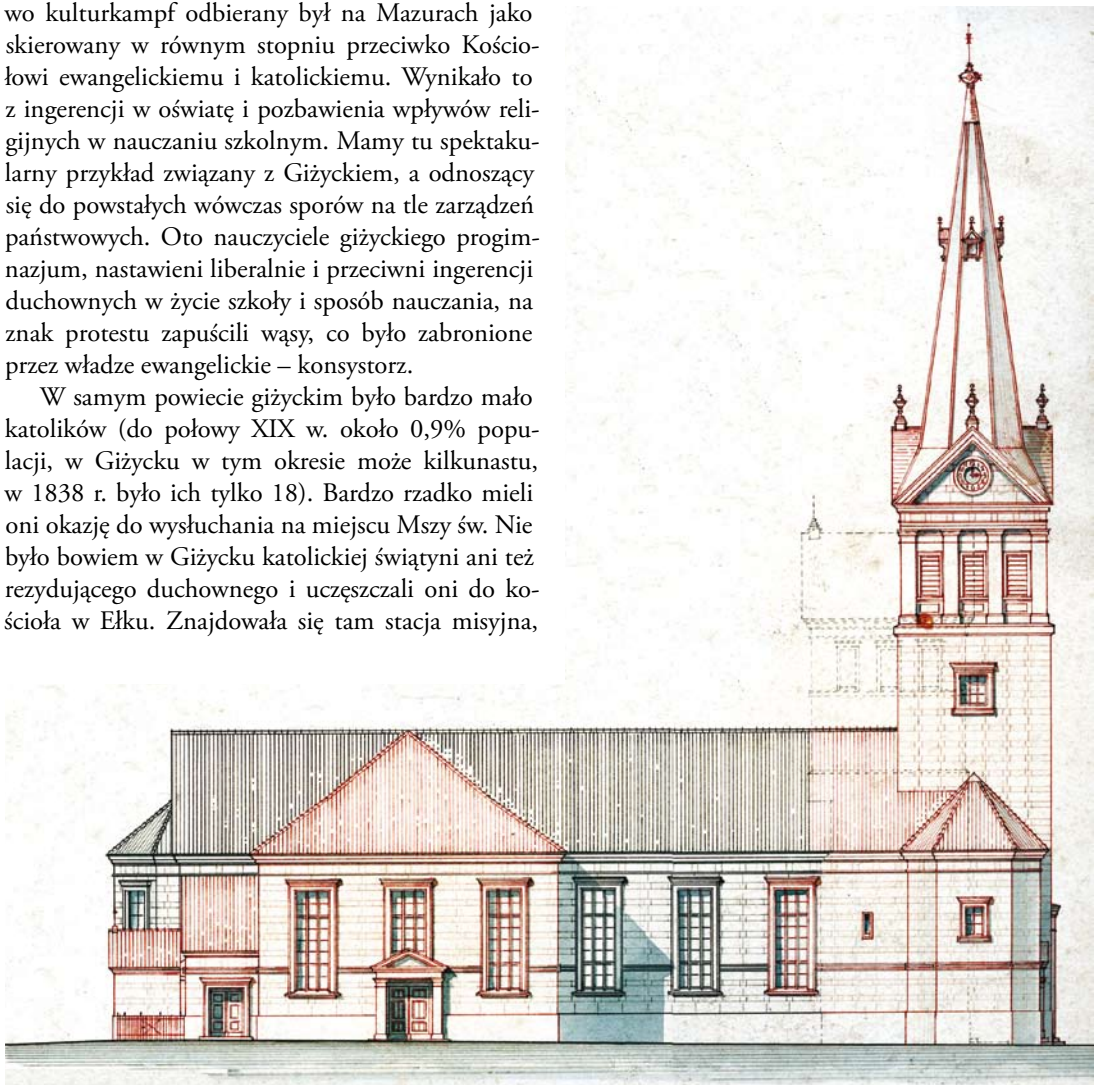 wo kulturkampf odbierany był na Mazurach jako
skierowany w równym stopniu przeciwko Kościo-
łowi ewangelickiemu i katolickiemu. Wynikało to
z ingerencji w oświatę i pozbawienia wpływów reli-
gijnych w nauczaniu szkolnym. Mamy tu spektaku-
larny przykład związany z Giżyckiem, a odnoszący
się do powstałych wówczas sporów na tle zarządzeń
państwowych. Oto nauczyciele giżyckiego progim-
nazjum, nastawieni liberalnie i przeciwni ingerencji
duchownych w życie szkoły i sposób nauczania, na
znak protestu zapuścili wąsy, co było zabronione
przez władze ewangelickie – konsystorz.
W samym powiecie giżyckim było bardzo mało
katolików (do połowy XIX w. około 0,9% popu-
lacji, w Giżycku w tym okresie może kilkunastu,
w 1838 r. było ich tylko 18). Bardzo rzadko mieli
oni okazję do wysłuchania na miejscu Mszy św. Nie
było bowiem w Giżycku katolickiej świątyni ani też
rezydującego duchownego i uczęszczali oni do ko-
ścioła w Ełku. Znajdowała się tam stacja misyjna,